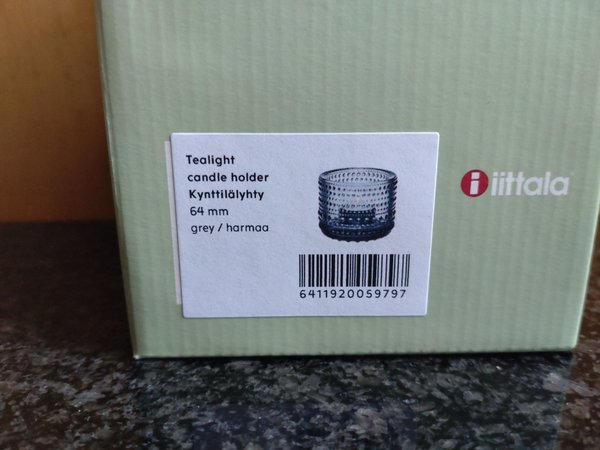 Tealight
candle holder
Kynttilälyhty
64 mm
grey / harmaa
6411920059797
i iittala